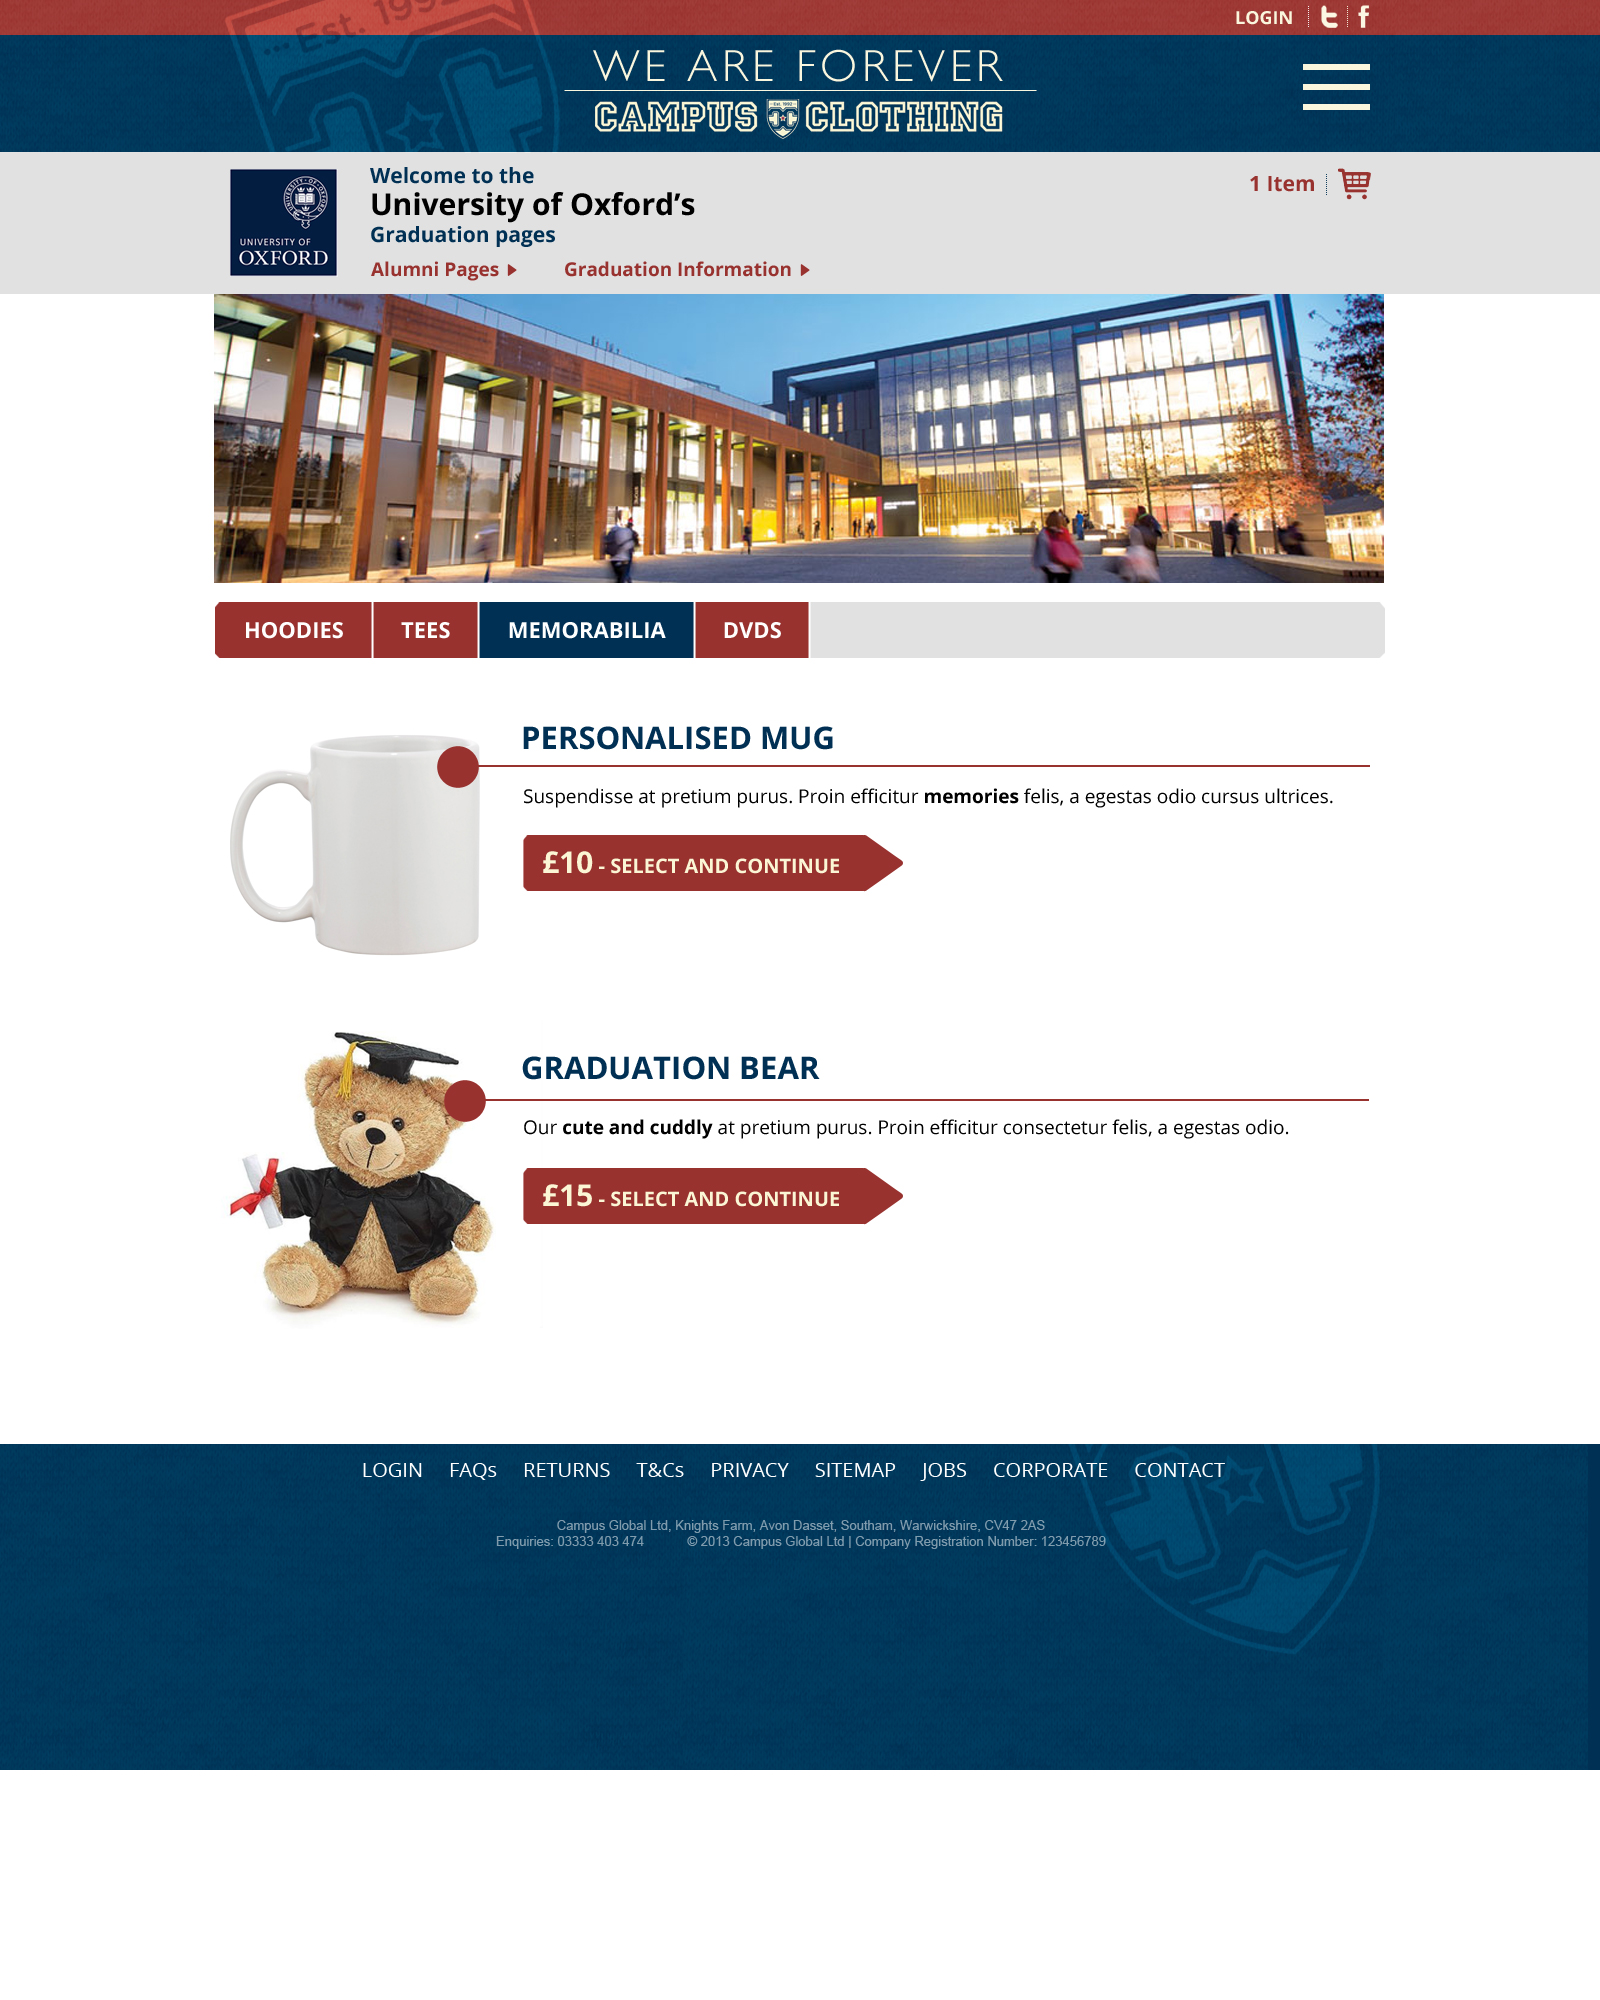 ... Est. 1992
LOGIN
WE ARE FOREVER
CAMPUS CLOTHING
Est. 1992
Welcome to the
University of Oxford’s
Graduation pages
Alumni Pages
Graduation Information
1 Item
UNIVERSITY OF
OXFORD
HOODIES
TEES
MEMORABILIA
DVDS
PERSONALISED MUG
Suspendisse at pretium purus. Proin efficitur memories felis, a egestas odio cursus ultrices.
£10 - SELECT AND CONTINUE
GRADUATION BEAR
Our cute and cuddly at pretium purus. Proin efficitur consectetur felis, a egestas odio.
£15 - SELECT AND CONTINUE
LOGIN FAQs RETURNS T&Cs PRIVACY SITEMAP JOBS CORPORATE CONTACT
Campus Global Ltd, Knights Farm, Avon Dasset, Southam, Warwickshire, CV47 2AS
Enquiries: 03333 403 474 © 2013 Campus Global Ltd | Company Registration Number: 123456789